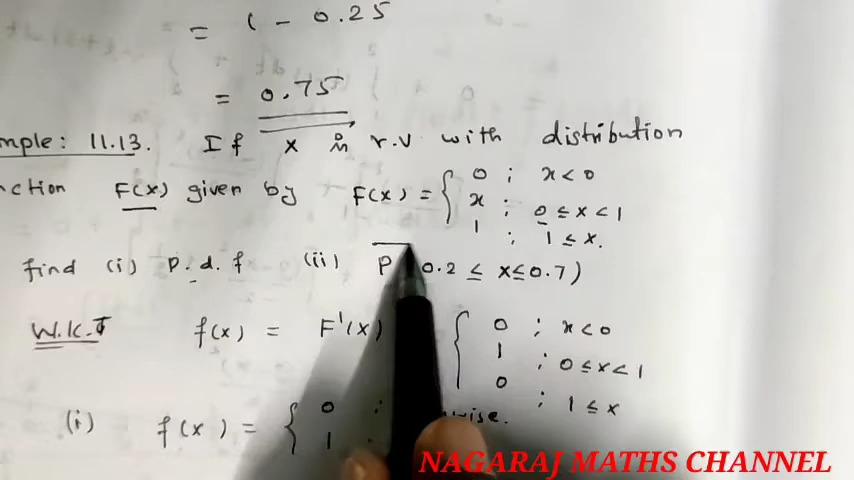 = 1 - 0.25
= 0.75
mple: 11.13. If x is r.v with distribution
nction F(x) given by F(x) = { 0 ; x < 0
x ; 0 ≤ x < 1
1 ; 1 ≤ x.
find (i) P.d.f (ii) P 0.2 ≤ x ≤ 0.7)
W.K.T f(x) = F'(x) { 0 ; x < 0
1 ; 0 ≤ x < 1
0 ; 1 ≤ x
(i) f(x) = { 0 ; wise.
1
NAGARAJ MATHS CHANNEL